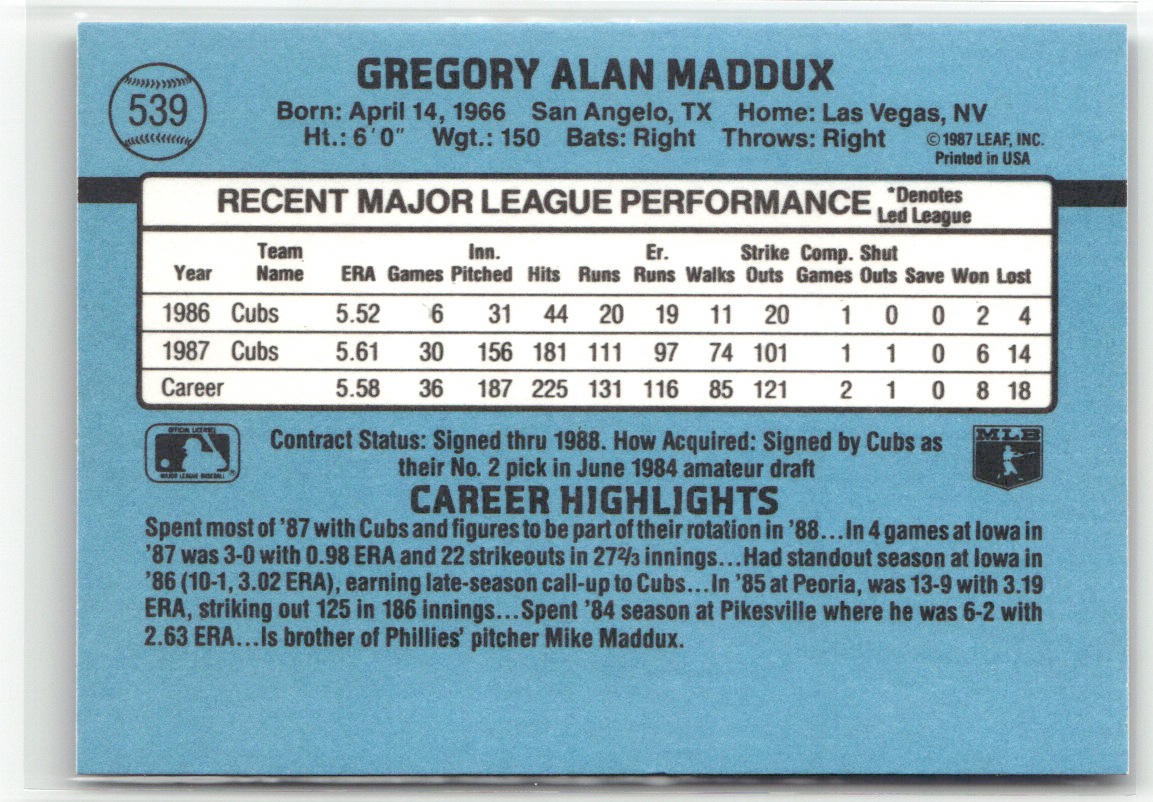 539
GREGORY ALAN MADDUX
Born: April 14, 1966 San Angelo, TX Home: Las Vegas, NV
Ht.: 6'0" Wgt.: 150 Bats: Right Throws: Right
©1987 LEAF, INC.
Printed in USA
RECENT MAJOR LEAGUE PERFORMANCE
*Denotes
Led League
Year Team Name ERA Games Inn. Pitched Hits Runs Er. Runs Walks Strike Outs Comp. Games Shut Outs Save Won Lost
1986 Cubs 5.52 6 31 44 20 19 11 20 1 0 0 2 4
1987 Cubs 5.61 30 156 181 111 97 74 101 1 1 0 6 14
Career 5.58 36 187 225 131 116 85 121 2 1 0 8 18
OFFICIAL LICENSEE
MAJOR LEAGUE BASEBALL
MLB
Contract Status: Signed thru 1988. How Acquired: Signed by Cubs as
their No. 2 pick in June 1984 amateur draft
CAREER HIGHLIGHTS
Spent most of '87 with Cubs and figures to be part of their rotation in '88...In 4 games at Iowa in
'87 was 3-0 with 0.98 ERA and 22 strikeouts in 27⅔ innings...Had standout season at Iowa in
'86 (10-1, 3.02 ERA), earning late-season call-up to Cubs...In '85 at Peoria, was 13-9 with 3.19
ERA, striking out 125 in 186 innings...Spent '84 season at Pikesville where he was 6-2 with
2.63 ERA...Is brother of Phillies' pitcher Mike Maddux.